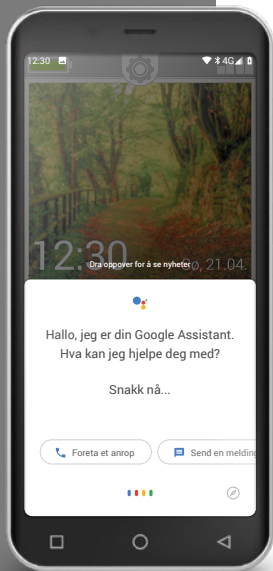 12:30
4G
12:30
Sø, 21.04.
Dra oppover for å se nyheter
Hallo, jeg er din Google Assistant.
Hva kan jeg hjelpe deg med?
Snakk nå...
Foreta et anrop
Send en melding